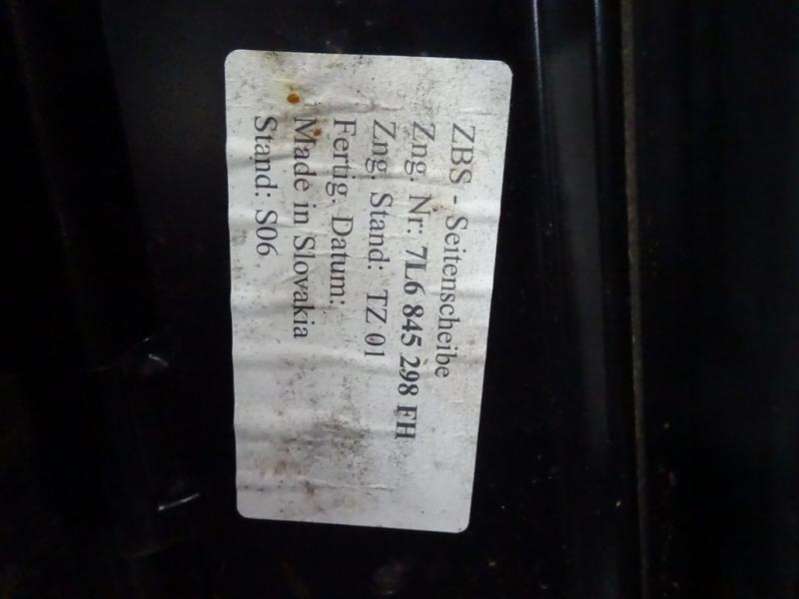 ZBS - Seitenscheibe
Zng. Nr: 7L6 845 298 FH
Zng. Stand: TZ 01
Fertig. Datum:
Made in Slovakia
Stand: S06